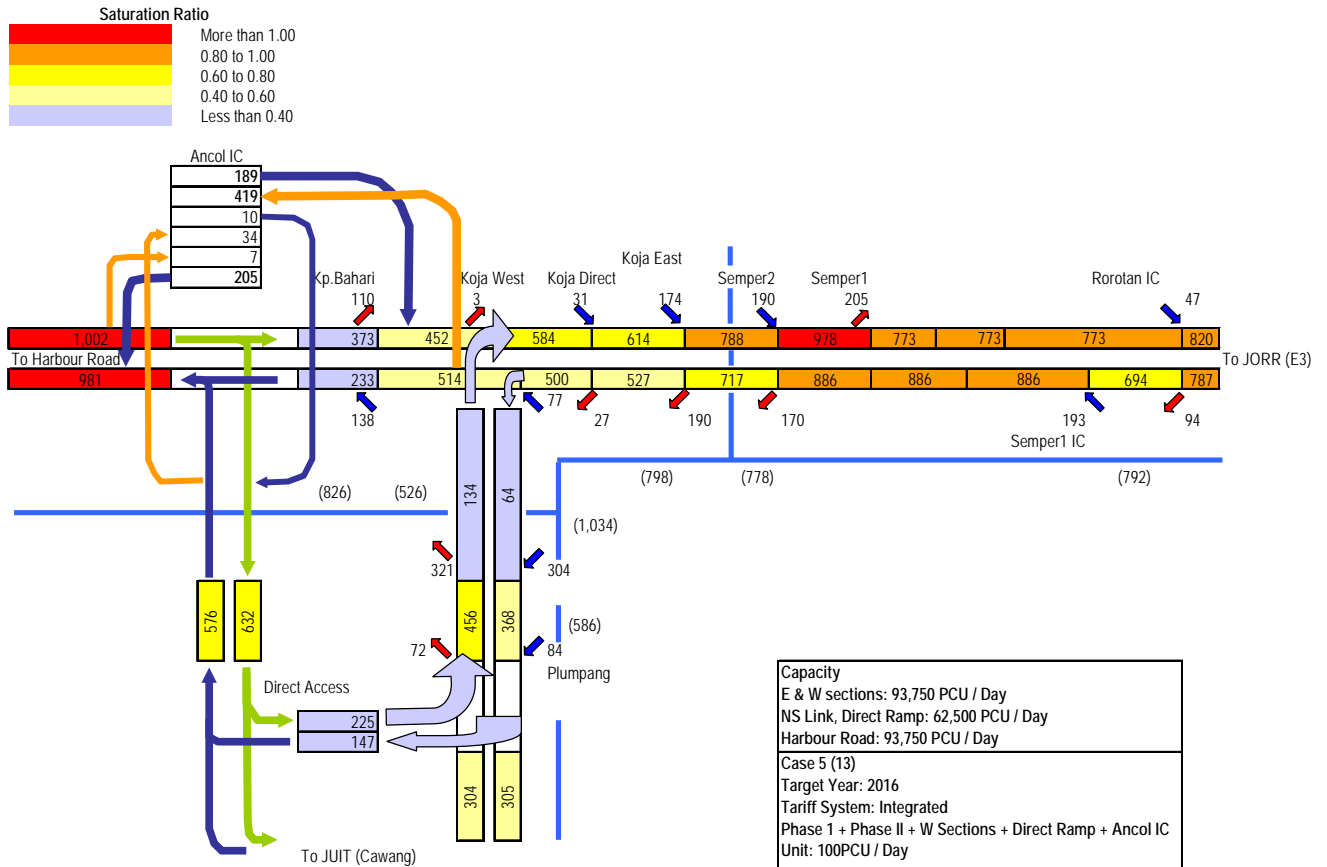 Saturation Ratio
More than 1.00
0.80 to 1.00
0.60 to 0.80
0.40 to 0.60
Less than 0.40
Ancol IC
189
419
10
34
7
205
Kp.Bahari
110
Koja West
3
Koja Direct
31
Koja East
174
Semper2
190
Semper1
205
Rorotan IC
47
1,002
373
452
584
614
788
978
773
773
773
820
To Harbour Road
To JORR (E3)
981
233
514
500
527
717
886
886
886
694
787
138
77
27
190
170
193
94
Semper1 IC
(826)
(526)
(798)
(778)
(792)
134
64
(1,034)
321
304
576
632
456
368
(586)
72
84
Plumpang
Direct Access
225
147
304
305
To JUIT (Cawang)
Capacity
E & W sections: 93,750 PCU / Day
NS Link, Direct Ramp: 62,500 PCU / Day
Harbour Road: 93,750 PCU / Day
Case 5 (13)
Target Year: 2016
Tariff System: Integrated
Phase 1 + Phase II + W Sections + Direct Ramp + Ancol IC
Unit: 100PCU / Day